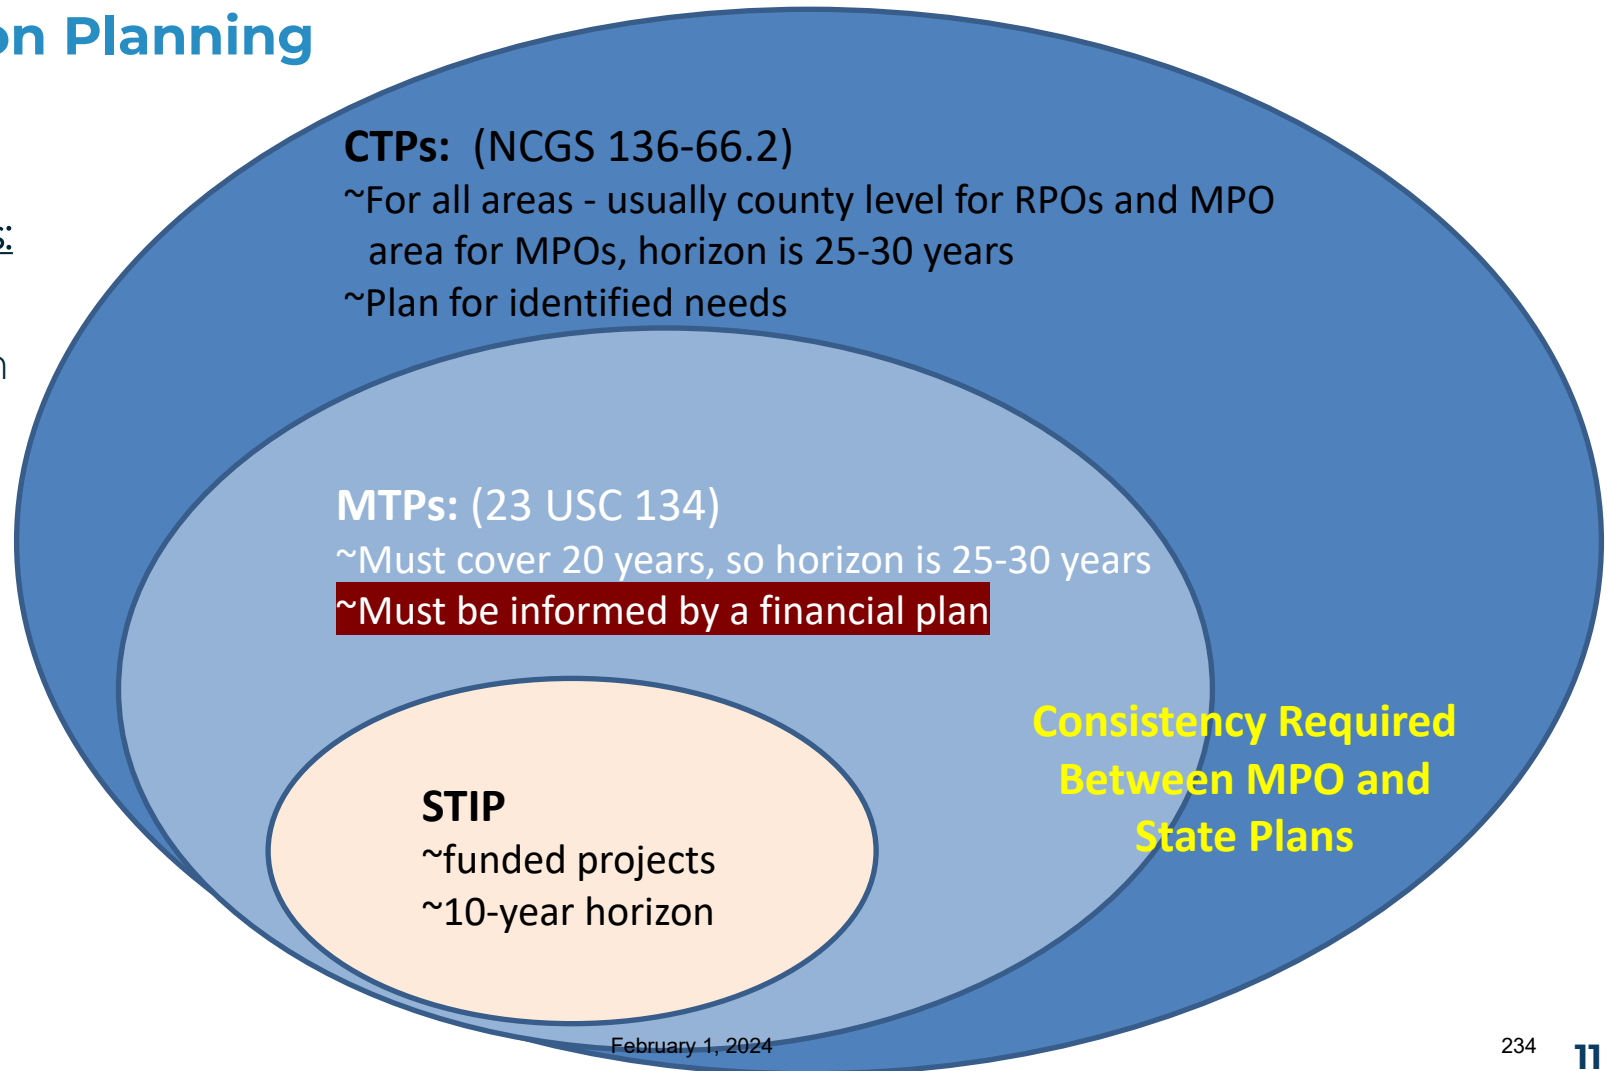 on Planning
CTPs: (NCGS 136-66.2)
~For all areas - usually county level for RPOs and MPO
area for MPOs, horizon is 25-30 years
~Plan for identified needs
s:
n
MTPs: (23 USC 134)
~Must cover 20 years, so horizon is 25-30 years
~Must be informed by a financial plan
Consistency Required
Between MPO and
State Plans
STIP
~funded projects
~10-year horizon
February 1, 2024
234
11